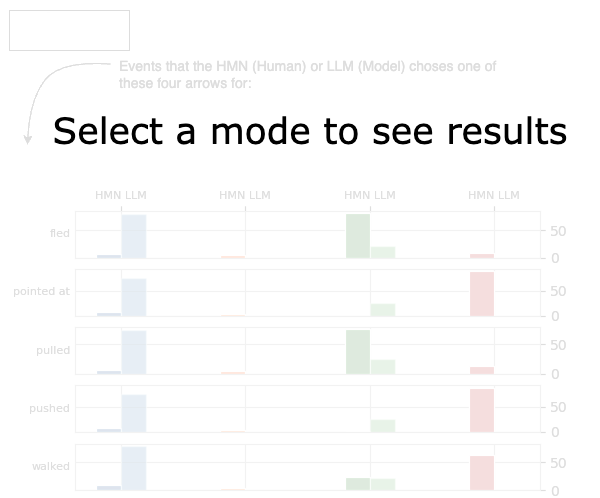 Events that the HMN (Human) or LLM (Model) choses one of
these four arrows for:
Select a mode to see results
HMN LLM HMN LLM HMN LLM HMN LLM
fled 50
0
pointed at 50
0
pulled 50
0
pushed 50
0
walked 50
0